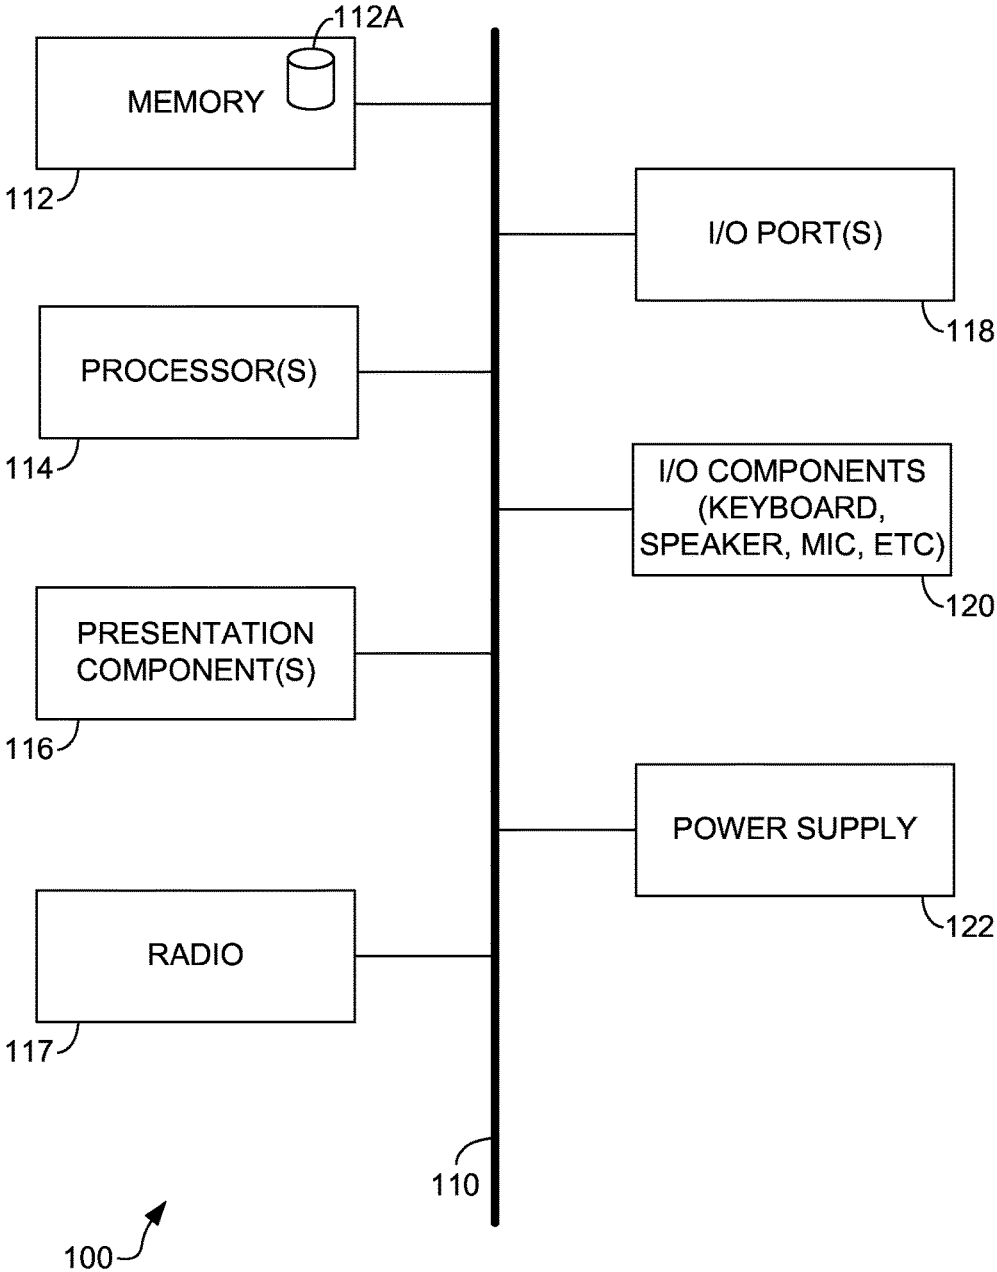 112A
MEMORY
112
I/O PORT(S)
118
PROCESSOR(S)
114
I/O COMPONENTS
(KEYBOARD,
SPEAKER, MIC, ETC)
120
PRESENTATION
COMPONENT(S)
116
POWER SUPPLY
122
RADIO
117
110
100